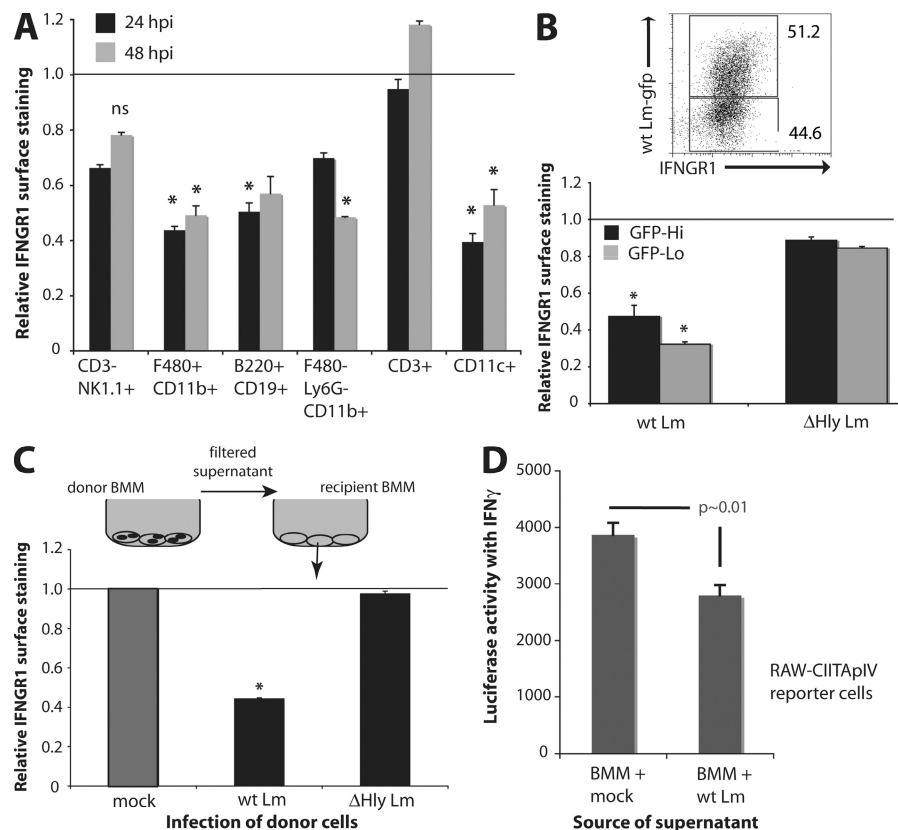 A
24 hpi
48 hpi
Relative IFNGR1 surface staining
1.2
1.0
0.8
0.6
0.4
0.2
0
ns
*
*
*
*
*
*
CD3-
NK1.1+
F480+
CD11b+
B220+
CD19+
F480-
Ly6G-
CD11b+
CD3+
CD11c+
B
wt Lm-gfp
51.2
44.6
IFNGR1
Relative IFNGR1 surface staining
1.2
1.0
0.8
0.6
0.4
0.2
0
GFP-Hi
GFP-Lo
*
*
wt Lm
ΔHly Lm
C
filtered
supernatant
donor BMM
recipient BMM
Relative IFNGR1 surface staining
1.2
1.0
0.8
0.6
0.4
0.2
0
*
mock
wt Lm
ΔHly Lm
Infection of donor cells
D
Luciferase activity with IFNγ
5000
4000
3000
2000
1000
0
p~0.01
RAW-CIITApIV
reporter cells
BMM +
mock
BMM +
wt Lm
Source of supernatant